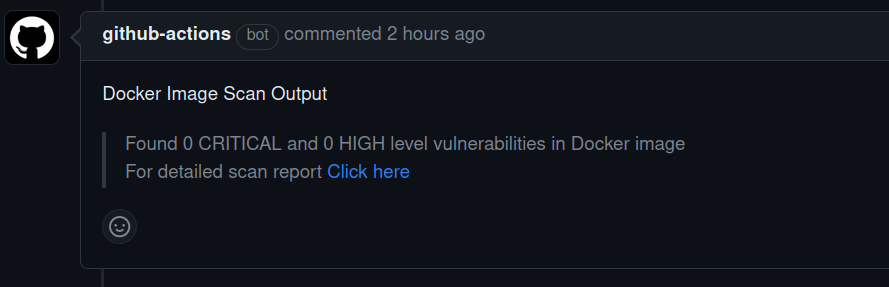 github-actions bot commented 2 hours ago
Docker Image Scan Output
Found 0 CRITICAL and 0 HIGH level vulnerabilities in Docker image
For detailed scan report Click here